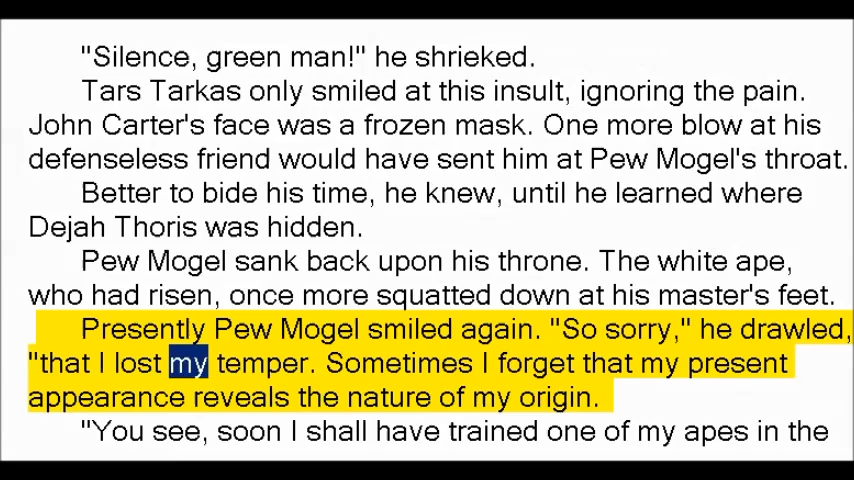 "Silence, green man!" he shrieked.
Tars Tarkas only smiled at this insult, ignoring the pain.
John Carter's face was a frozen mask. One more blow at his
defenseless friend would have sent him at Pew Mogel's throat.
Better to bide his time, he knew, until he learned where
Dejah Thoris was hidden.
Pew Mogel sank back upon his throne. The white ape,
who had risen, once more squatted down at his master's feet.
Presently Pew Mogel smiled again. "So sorry," he drawled,
"that I lost my temper. Sometimes I forget that my present
appearance reveals the nature of my origin.
"You see, soon I shall have trained one of my apes in the